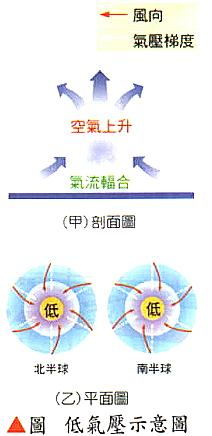 風向
氣壓梯度
空氣上升
氣流輻合
(甲)剖面圖
低 低
北半球 南半球
(乙)平面圖
▲圖 低氣壓示意圖